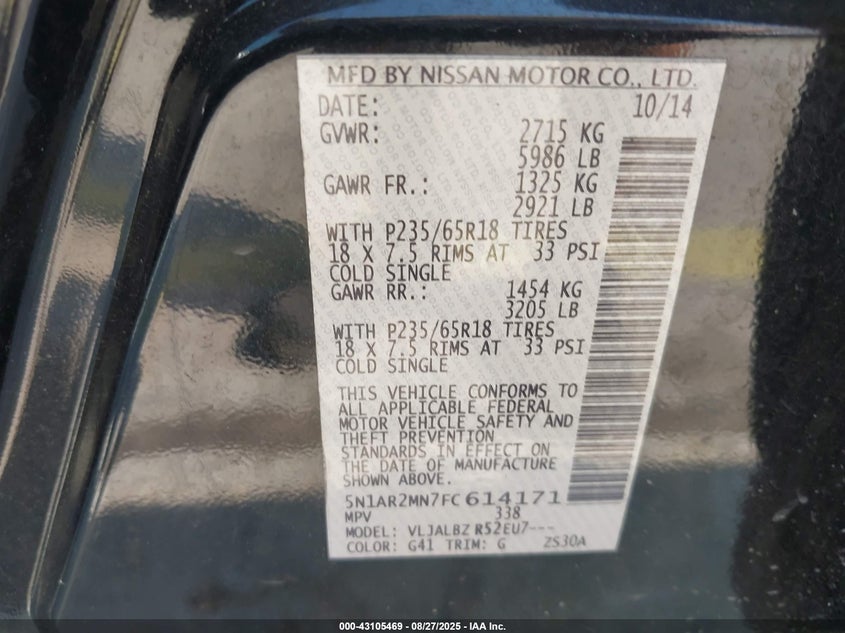 MFD BY NISSAN MOTOR CO., LTD.
DATE: 10/14
GVWR: 2715 KG
5986 LB
GAWR FR.: 1325 KG
2921 LB
WITH P235/65R18 TIRES
18 X 7.5 RIMS AT 33 PSI
COLD SINGLE
GAWR RR.: 1454 KG
3205 LB
WITH P235/65R18 TIRES
18 X 7.5 RIMS AT 33 PSI
COLD SINGLE
THIS VEHICLE CONFORMS TO
ALL APPLICABLE FEDERAL
MOTOR VEHICLE SAFETY AND
THEFT PREVENTION
STANDARDS IN EFFECT ON
THE DATE OF MANUFACTURE
SHOWN ABOVE.
5N1AR2MN7FC614171
MPV 338
MODEL: VLJALBZ R52EU7---
COLOR: G41 TRIM: G ZS30A
000-43105469 - 08/27/2025 - IAA Inc.